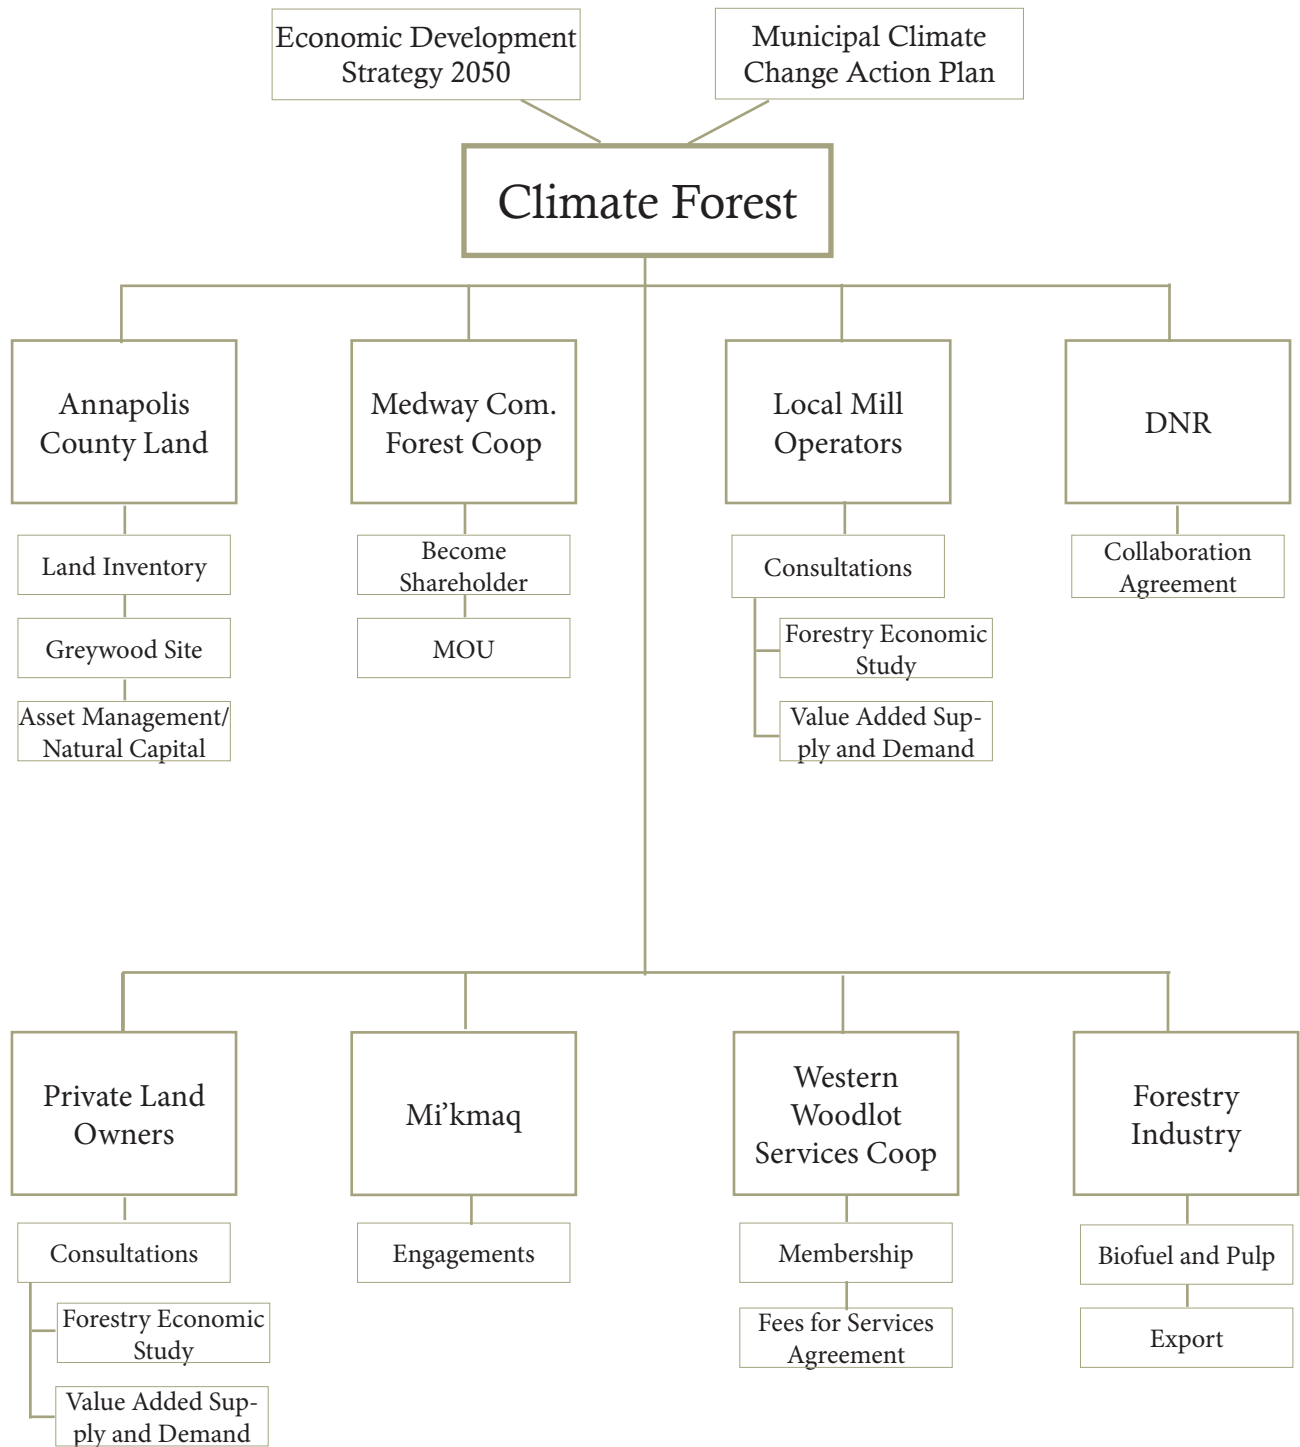 Economic Development
Strategy 2050
Municipal Climate
Change Action Plan
Climate Forest
Annapolis
County Land
Medway Com.
Forest Coop
Local Mill
Operators
DNR
Land Inventory
Greywood Site
Asset Management/
Natural Capital
Become
Shareholder
MOU
Consultations
Forestry Economic
Study
Value Added Sup-
ply and Demand
Collaboration
Agreement
Private Land
Owners
Mi’kmaq
Western
Woodlot
Services Coop
Forestry
Industry
Consultations
Forestry Economic
Study
Value Added Sup-
ply and Demand
Engagements
Membership
Fees for Services
Agreement
Biofuel and Pulp
Export